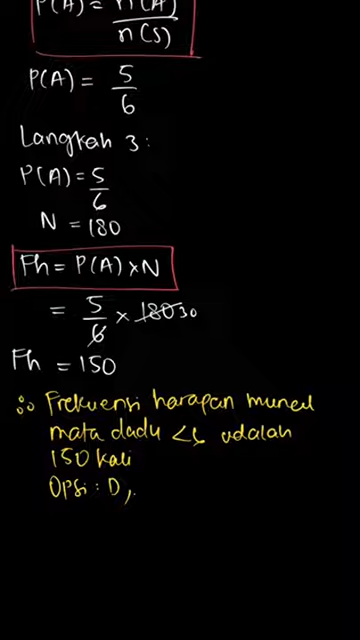 P(A) = n(A)/n(S)
P(A) = 5/6
Langkah 3 :
P(A) = 5/6
N = 180
Fh = P(A) × N
= 5/6 × 180 30
Fh = 150
∴ Frekuensi harapan muncul
mata dadu < 6 adalah
150 kali
Opsi : D //